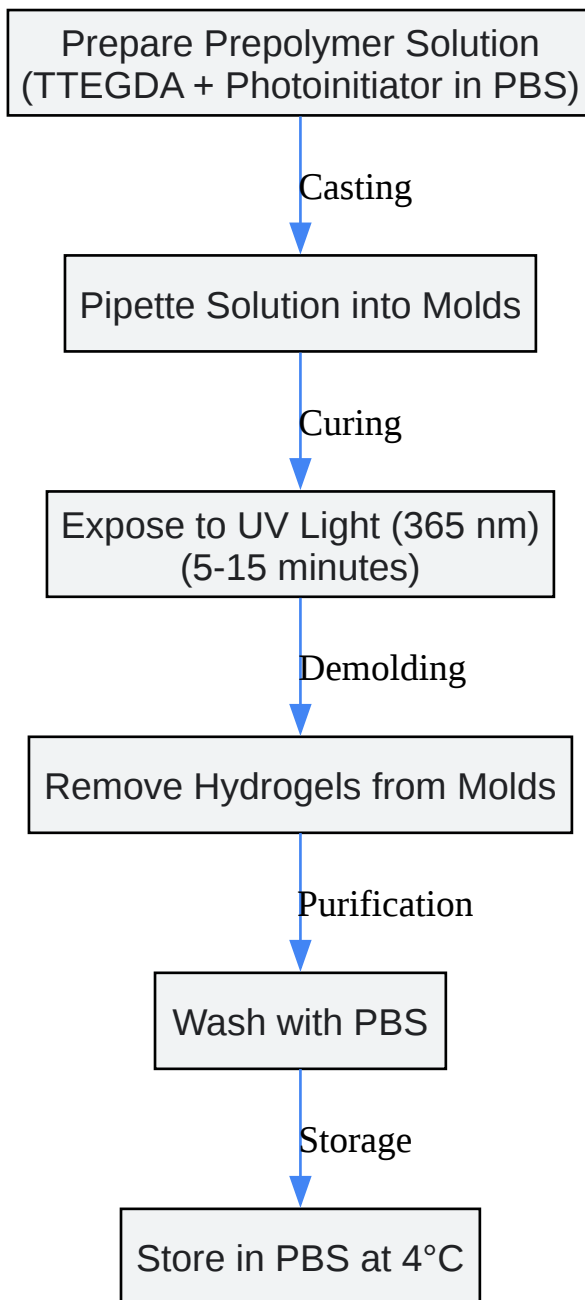 Prepare Prepolymer Solution
(TTEGDA + Photoinitiator in PBS)
Casting
Pipette Solution into Molds
Curing
Expose to UV Light (365 nm)
(5-15 minutes)
Demolding
Remove Hydrogels from Molds
Purification
Wash with PBS
Storage
Store in PBS at 4°C